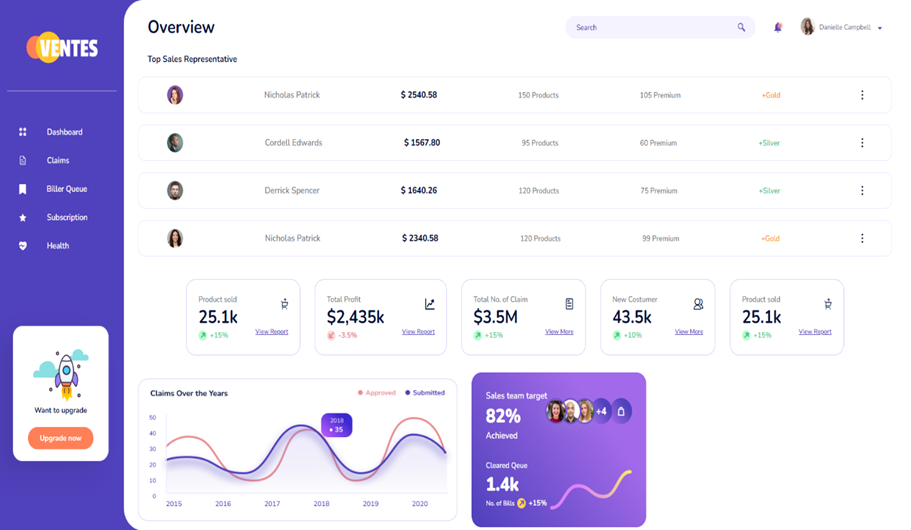 VENTES
Overview
Search
Danielle Campbell
Top Sales Representative
Nicholas Patrick $ 2540.58 150 Products 105 Premium +Gold
Cordell Edwards $ 1567.80 95 Products 60 Premium +Silver
Derrick Spencer $ 1640.26 120 Products 75 Premium +Silver
Nicholas Patrick $ 2340.58 120 Products 99 Premium +Gold
Dashboard
Claims
Biller Queue
Subscription
Health
Want to upgrade
Upgrade now
Product sold
25.1k
+15% View Report
Total Profit
$2,435k
-3.5% View Report
Total No. of Claim
$3.5M
+15% View More
New Costumer
43.5k
+10% View More
Product sold
25.1k
+15% View Report
Claims Over the Years Approved Submitted
50
40
30
20
10
0
2018
35
2015 2016 2017 2018 2019 2020
Sales team target
82%
Achieved
+4
Cleared Qeue
1.4k
No. of Bills +15%